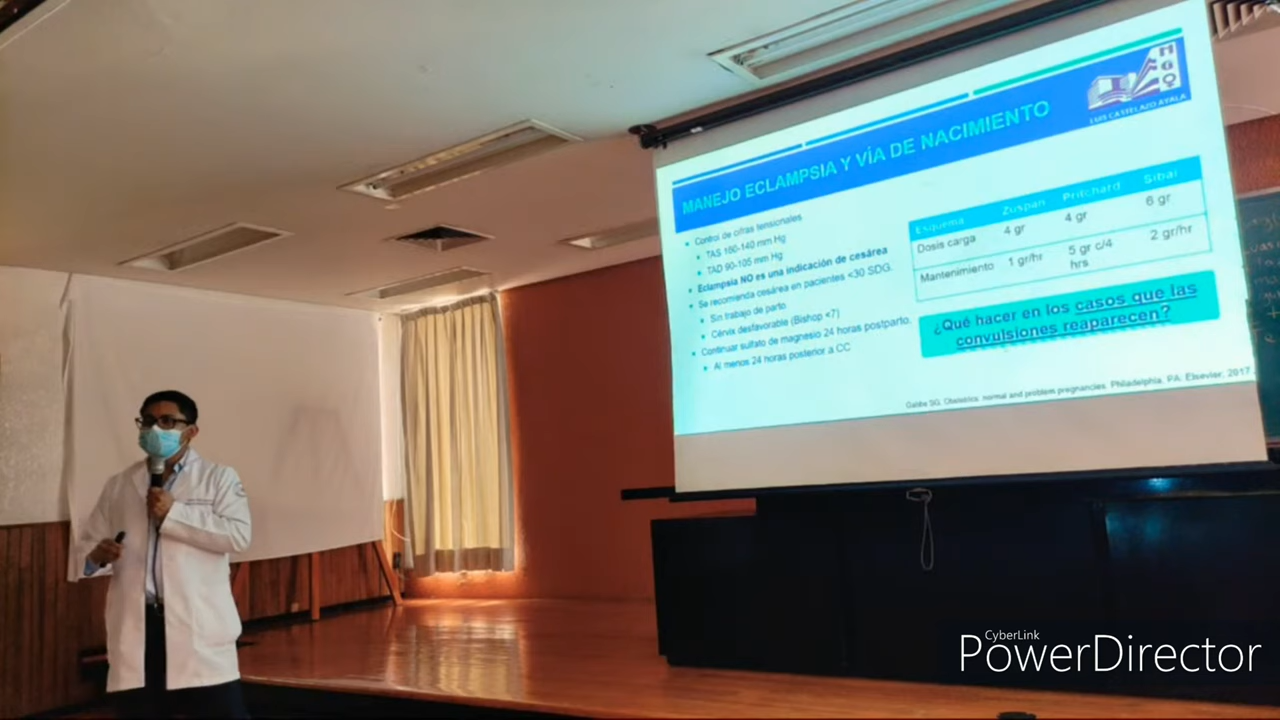 MANEJO ECLAMPSIA Y VÍA DE NACIMIENTO
HGO
LUIS CASTELAZO AYALA
Control de cifras tensionales
TAS 160-140 mm Hg
TAD 90-105 mm Hg
Eclampsia NO es una indicación de cesárea
Se recomienda cesárea en pacientes <30 SDG.
Sin trabajo de parto
Cérvix desfavorable (Bishop <7)
Continuar sulfato de magnesio 24 horas postparto.
Al menos 24 horas posterior a CC
Esquema Zuspan Pritchard Sibai
Dosis carga 4 gr 4 gr 6 gr
Mantenimiento 1 gr/hr 5 gr c/4 hrs 2 gr/hr
¿Qué hacer en los casos que las
convulsiones reaparecen?
Gabbe SG. Obstetrics: normal and problem pregnancies. Philadelphia, PA: Elsevier; 2017
CyberLink
PowerDirector